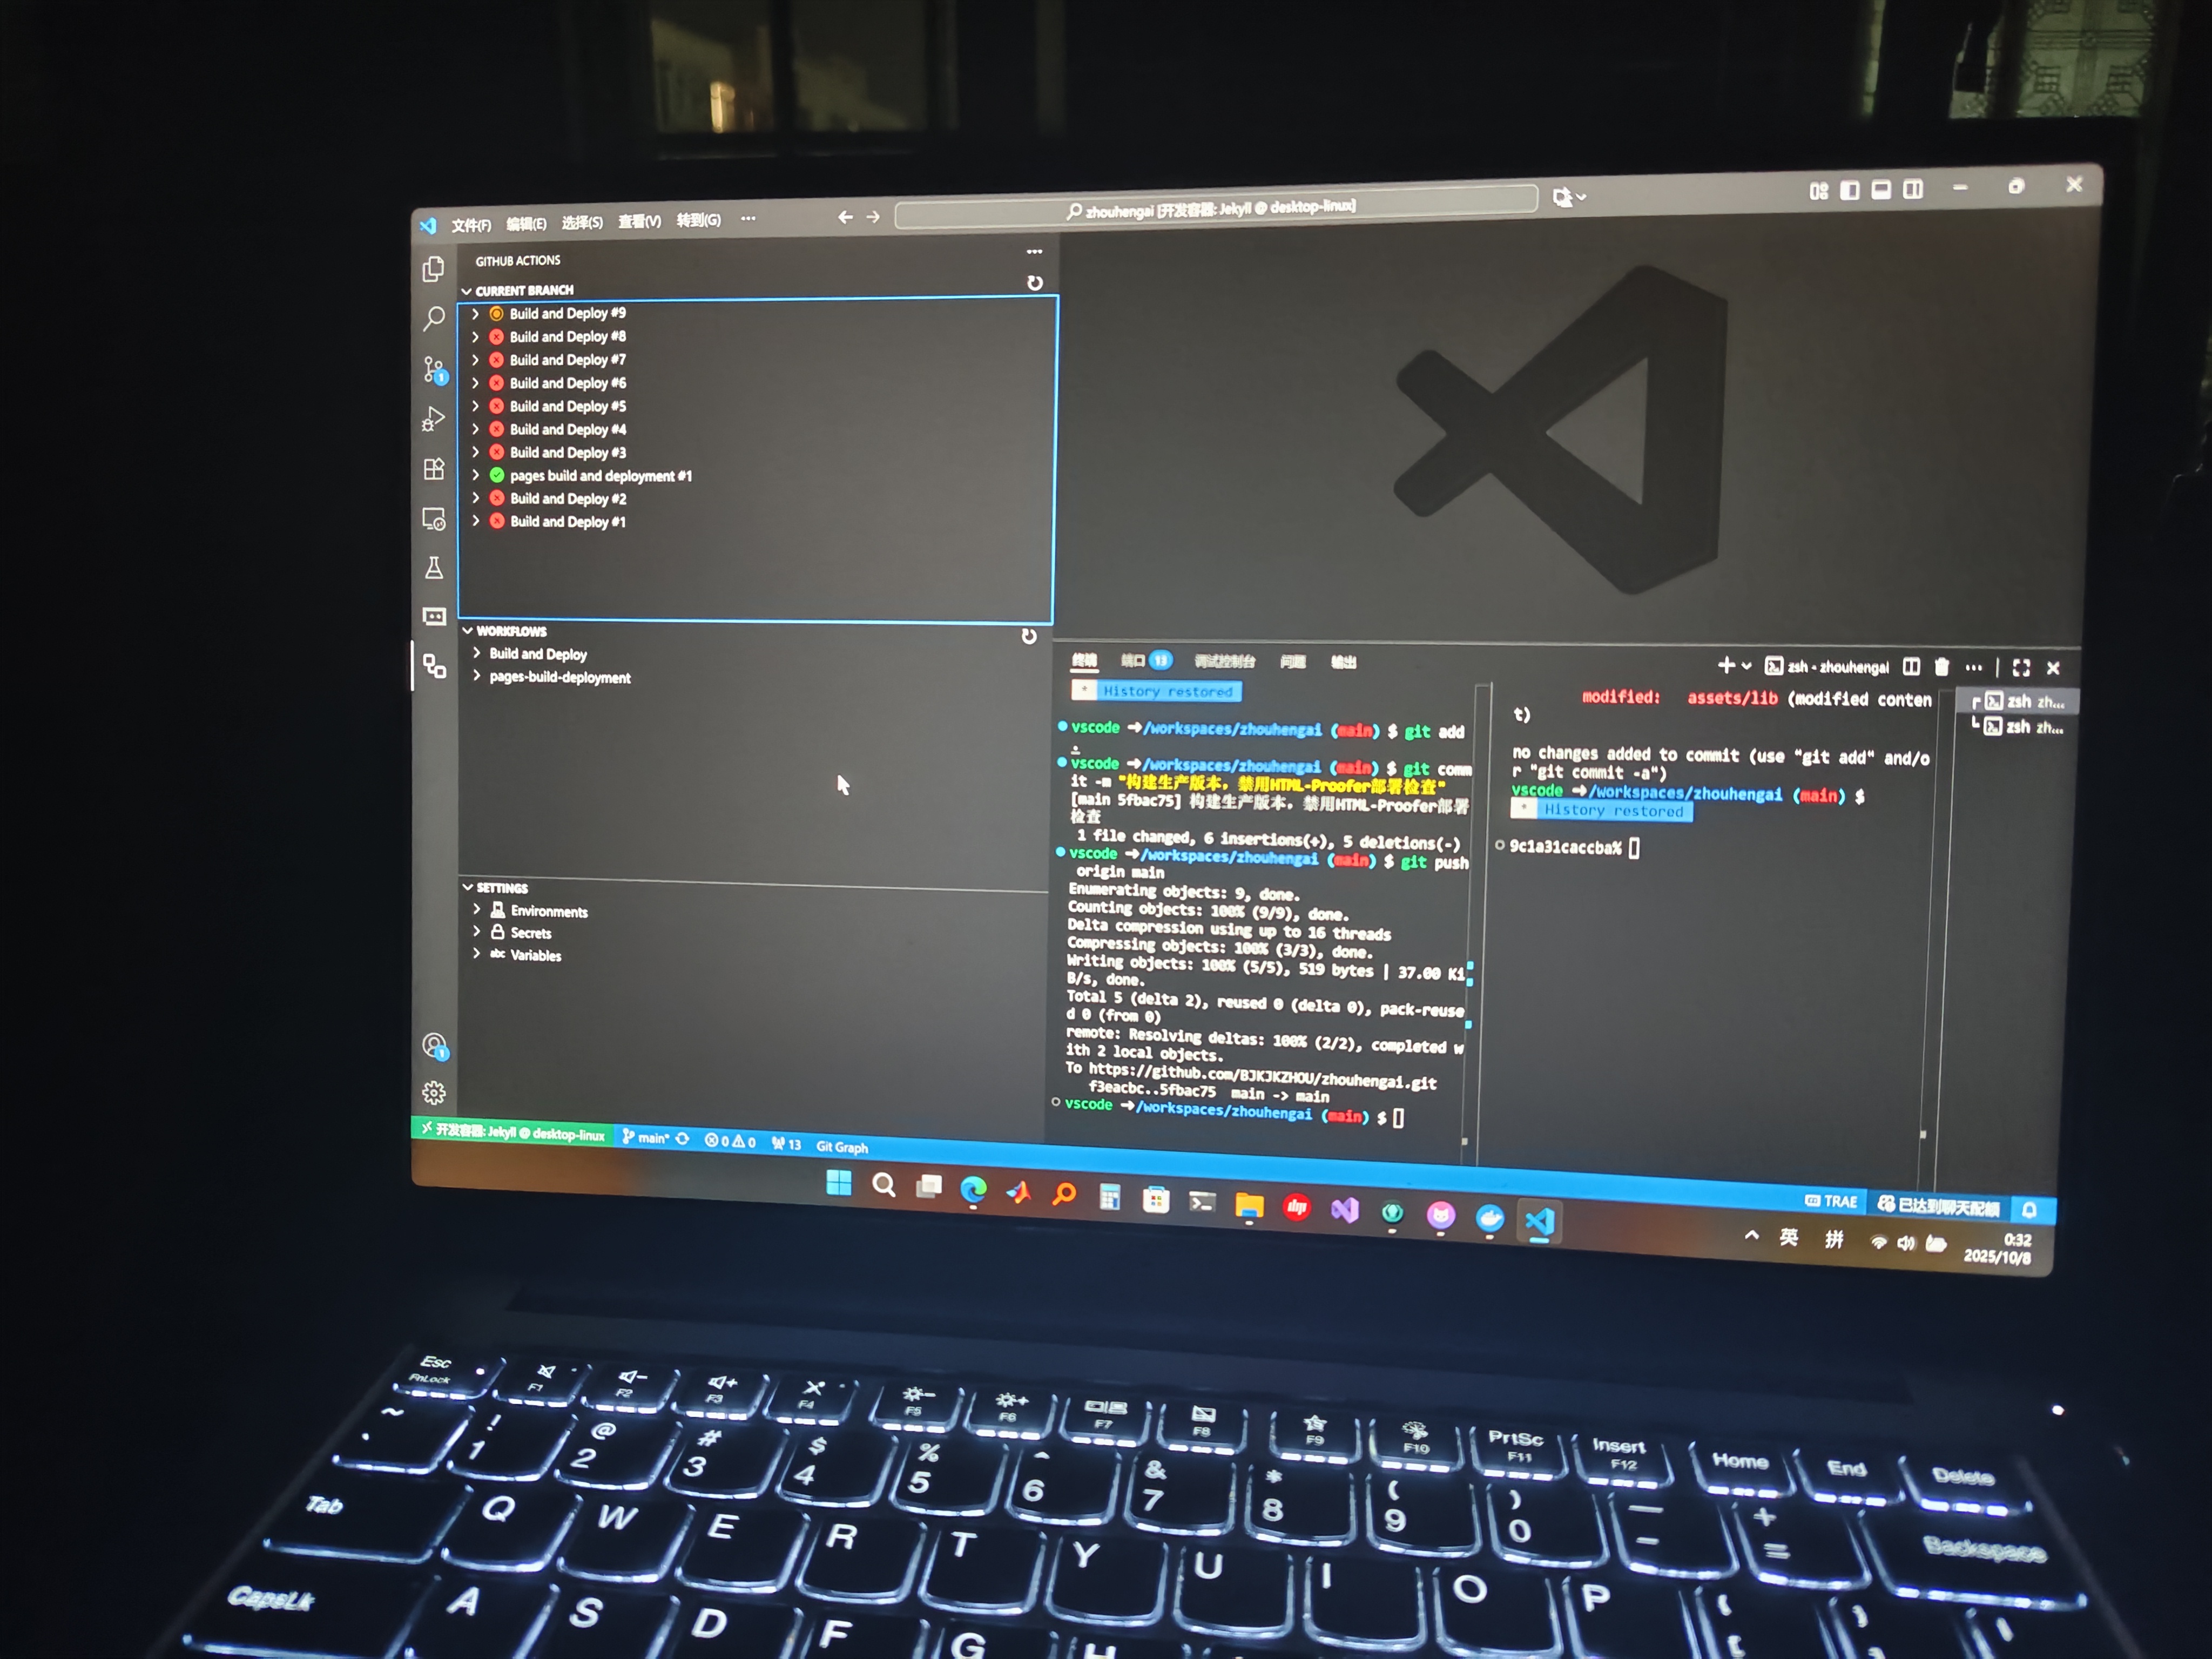 文件(F) 编辑(E) 选择(S) 查看(V) 转到(G) ···
zhouhengai [开发容器: Jekyll @ desktop-linux]
GITHUB ACTIONS
CURRENT BRANCH
Build and Deploy #9
Build and Deploy #8
Build and Deploy #7
Build and Deploy #6
Build and Deploy #5
Build and Deploy #4
Build and Deploy #3
pages build and deployment #1
Build and Deploy #2
Build and Deploy #1
WORKFLOWS
Build and Deploy
pages-build-deployment
SETTINGS
Environments
Secrets
abc Variables
1
1
终端 端口 13 调试控制台 问题 输出
zsh - zhouhengai
* History restored
vscode ➜/workspaces/zhouhengai (main) $ git add
.
vscode ➜/workspaces/zhouhengai (main) $ git comm
it -m "构建生产版本，禁用HTML-Proofer部署检查"
[main 5fbac75] 构建生产版本，禁用HTML-Proofer部署
检查
1 file changed, 6 insertions(+), 5 deletions(-)
vscode ➜/workspaces/zhouhengai (main) $ git push
origin main
Enumerating objects: 9, done.
Counting objects: 100% (9/9), done.
Delta compression using up to 16 threads
Compressing objects: 100% (3/3), done.
Writing objects: 100% (5/5), 519 bytes | 37.00 Ki
B/s, done.
Total 5 (delta 2), reused 0 (delta 0), pack-reuse
d 0 (from 0)
remote: Resolving deltas: 100% (2/2), completed w
ith 2 local objects.
To https://github.com/BJKJKZHOU/zhouhengai.git
f3eacbc..5fbac75 main -> main
vscode ➜/workspaces/zhouhengai (main) $
modified: assets/lib (modified conten
t)
no changes added to commit (use "git add" and/o
r "git commit -a")
vscode ➜/workspaces/zhouhengai (main) $
* History restored
9c1a31caccba%
zsh zh...
zsh zh...
开发容器: Jekyll @ desktop-linux
main*
0 0
13
Git Graph
TRAE
已达到聊天配额
英 拼
0:32
2025/10/8
Esc FnLock
F1 F2 F3 F4 F5 F6 F7 F8 F9 F10
PrtSc F11
Insert F12
Home End Delete
~ ! @ # $ % ^ & * ( ) — +
1 2 3 4 5 6 7 8 9 0 - =
Backspace
Tab Q W E R T Y U I O P
CapsLk A S D F G H